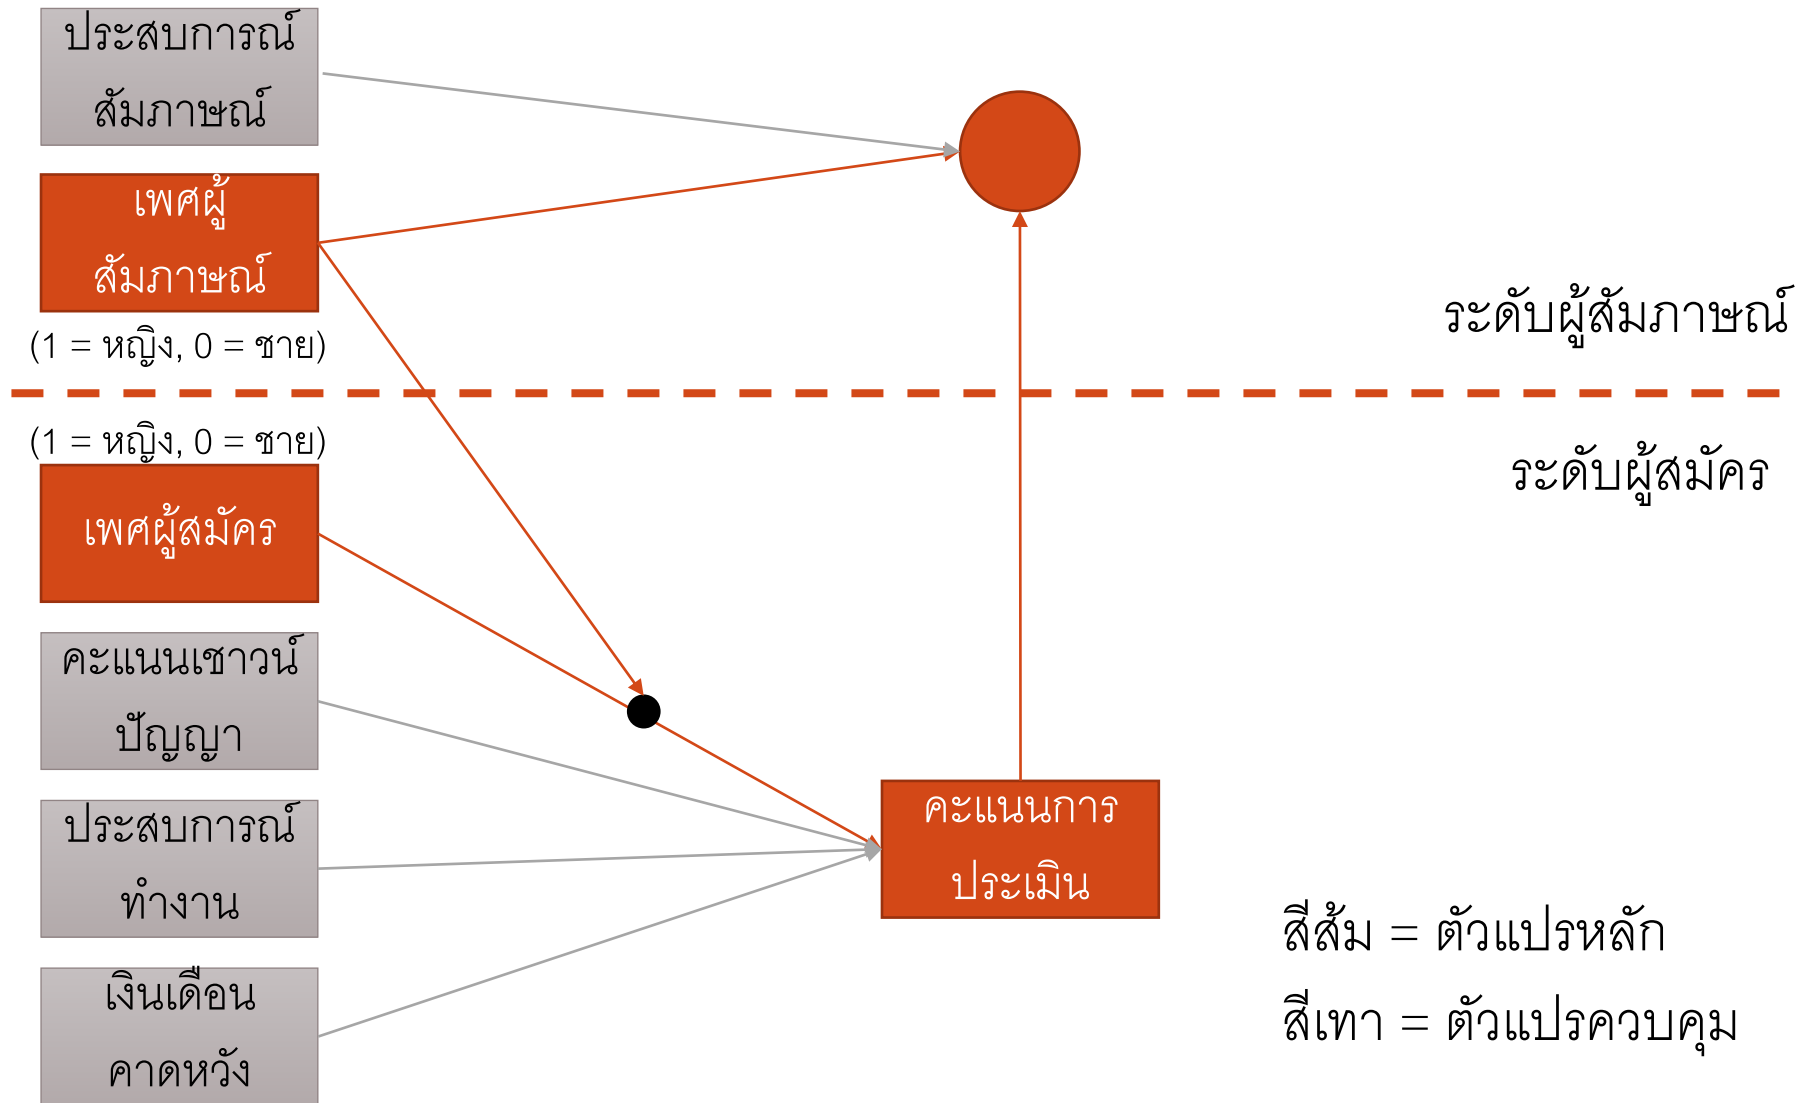 ประสบการณ์
สัมภาษณ์
เพศผู้
สัมภาษณ์
(1 = หญิง, 0 = ชาย)
ระดับผู้สัมภาษณ์
(1 = หญิง, 0 = ชาย)
ระดับผู้สมัคร
เพศผู้สมัคร
คะแนนเชาวน์
ปัญญา
ประสบการณ์
ทำงาน
เงินเดือน
คาดหวัง
คะแนนการ
ประเมิน
สีส้ม = ตัวแปรหลัก
สีเทา = ตัวแปรควบคุม